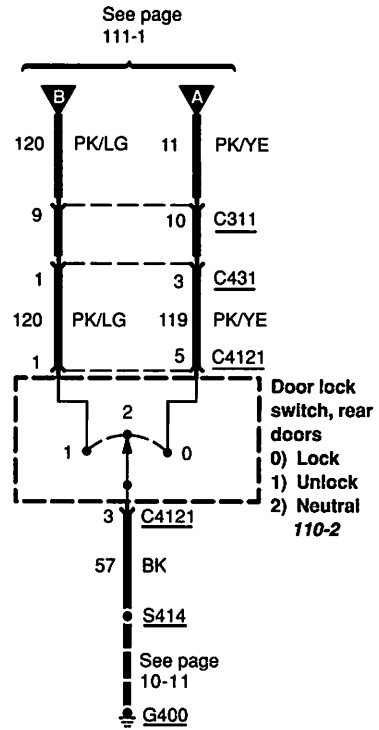 See page
111-1
B A
120 PK/LG 11 PK/YE
9 10 C311
1 3 C431
120 PK/LG 119 PK/YE
1 5 C4121
Door lock
switch, rear
doors
0) Lock
1) Unlock
2) Neutral
110-2
2
1 0
3 C4121
57 BK
S414
See page
10-11
G400